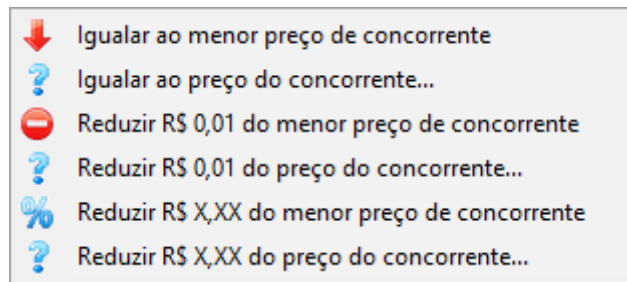 Igualar ao menor preço de concorrente
Igualar ao preço do concorrente...
Reduzir R$ 0,01 do menor preço de concorrente
Reduzir R$ 0,01 do preço do concorrente...
Reduzir R$ X,XX do menor preço de concorrente
Reduzir R$ X,XX do preço do concorrente...